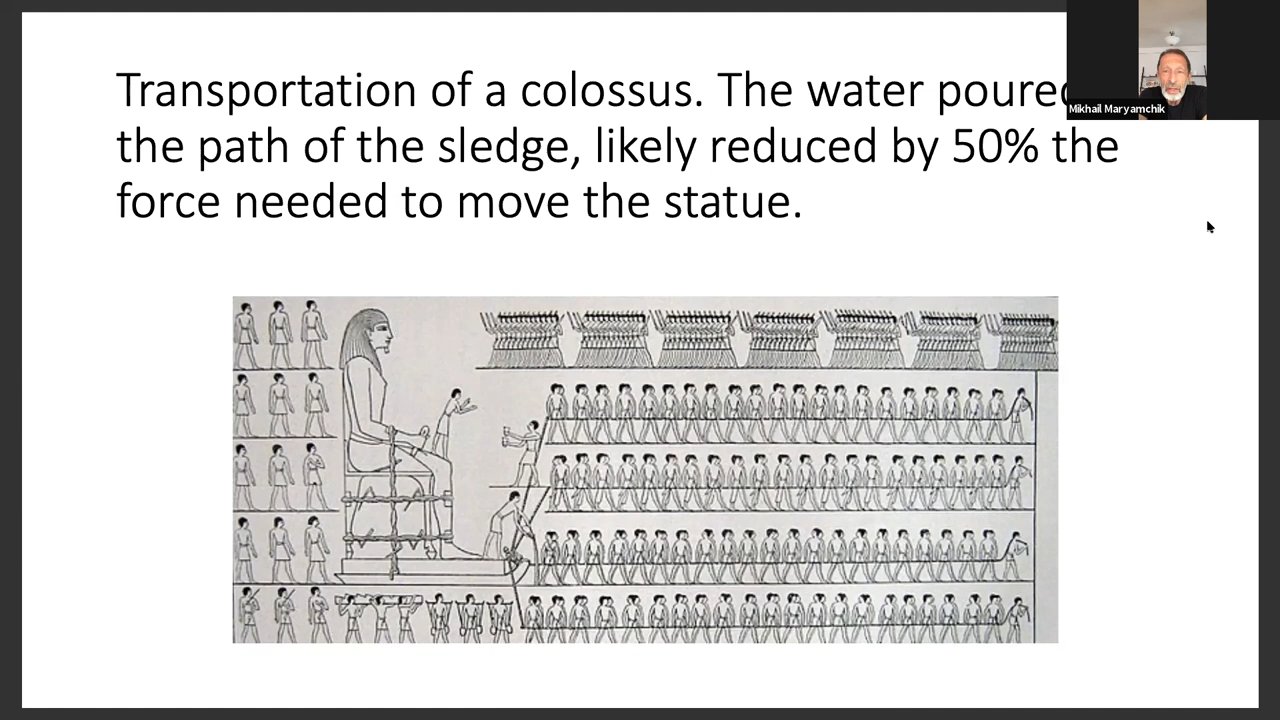 Transportation of a colossus. The water poured
the path of the sledge, likely reduced by 50% the
force needed to move the statue.
Mikhail Maryamchik